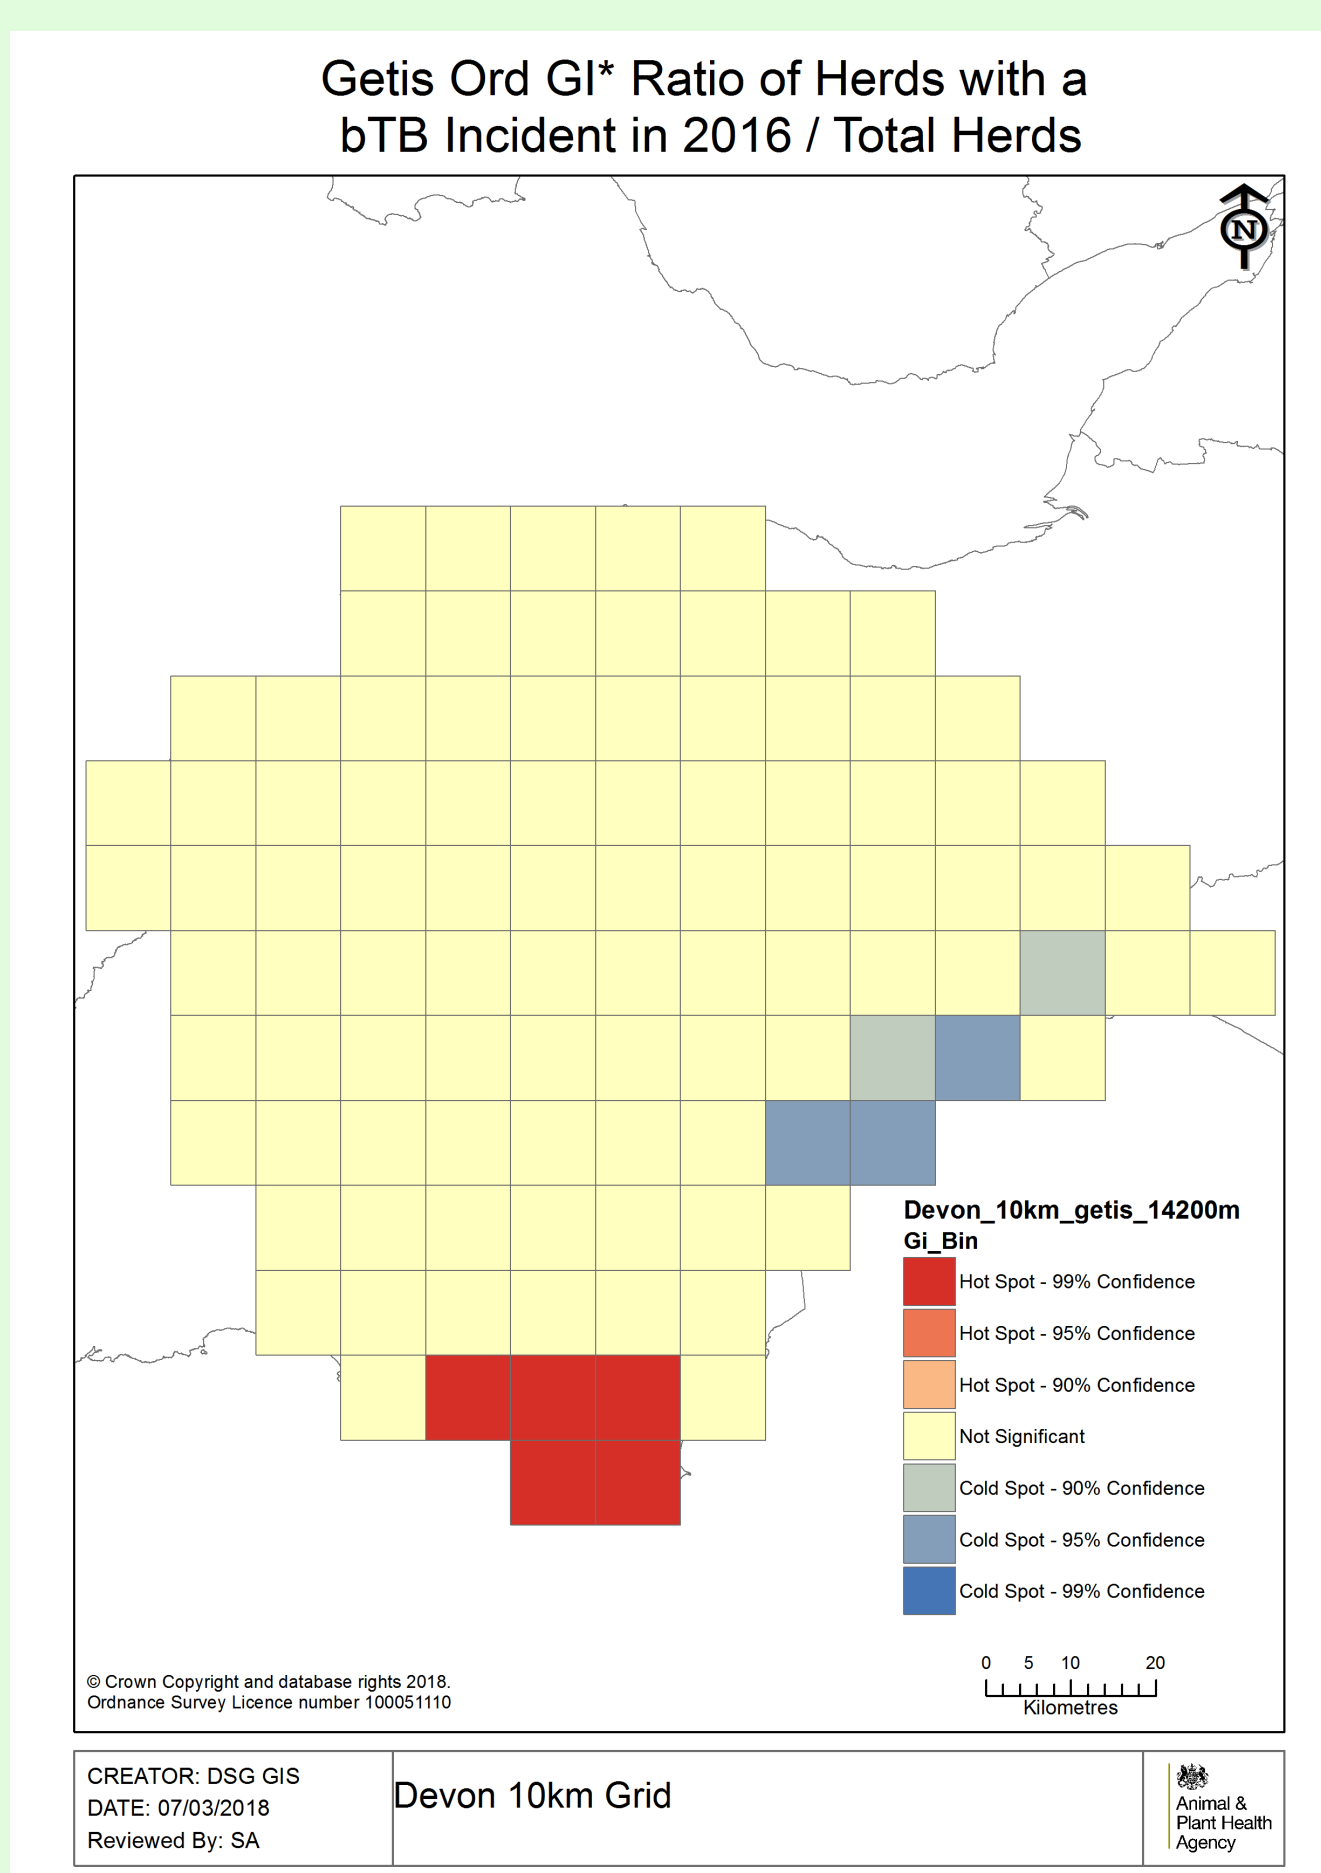 Getis Ord GI* Ratio of Herds with a
bTB Incident in 2016 / Total Herds
N
Devon_10km_getis_14200m
Gi_Bin
Hot Spot - 99% Confidence
Hot Spot - 95% Confidence
Hot Spot - 90% Confidence
Not Significant
Cold Spot - 90% Confidence
Cold Spot - 95% Confidence
Cold Spot - 99% Confidence
0 5 10 20
Kilometres
© Crown Copyright and database rights 2018.
Ordnance Survey Licence number 100051110
CREATOR: DSG GIS
DATE: 07/03/2018
Reviewed By: SA
Devon 10km Grid
Animal &
Plant Health
Agency